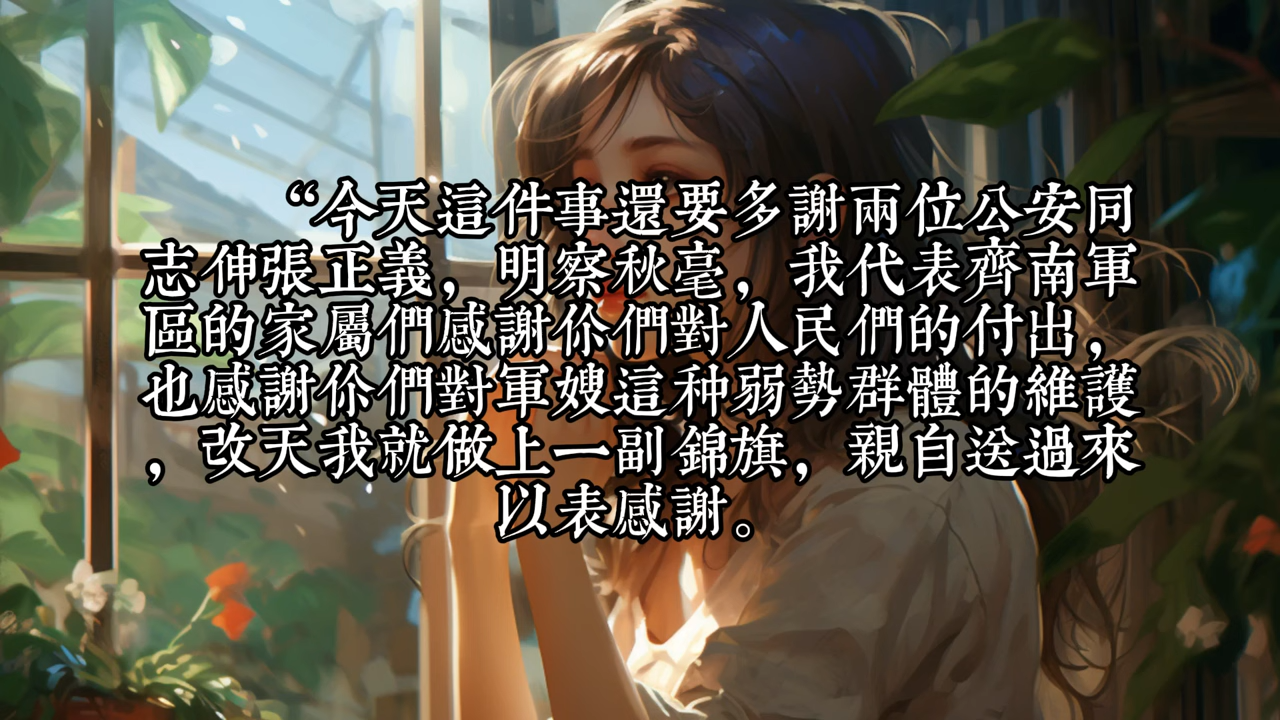 “今天這件事還要多謝兩位公安同
志伸張正義，明察秋毫，我代表齊南軍
區的家屬們感謝你們對人民們的付出，
也感謝你們對軍嫂這种弱勢群體的維護
，改天我就做上一副錦旗，親自送過來
以表感謝。